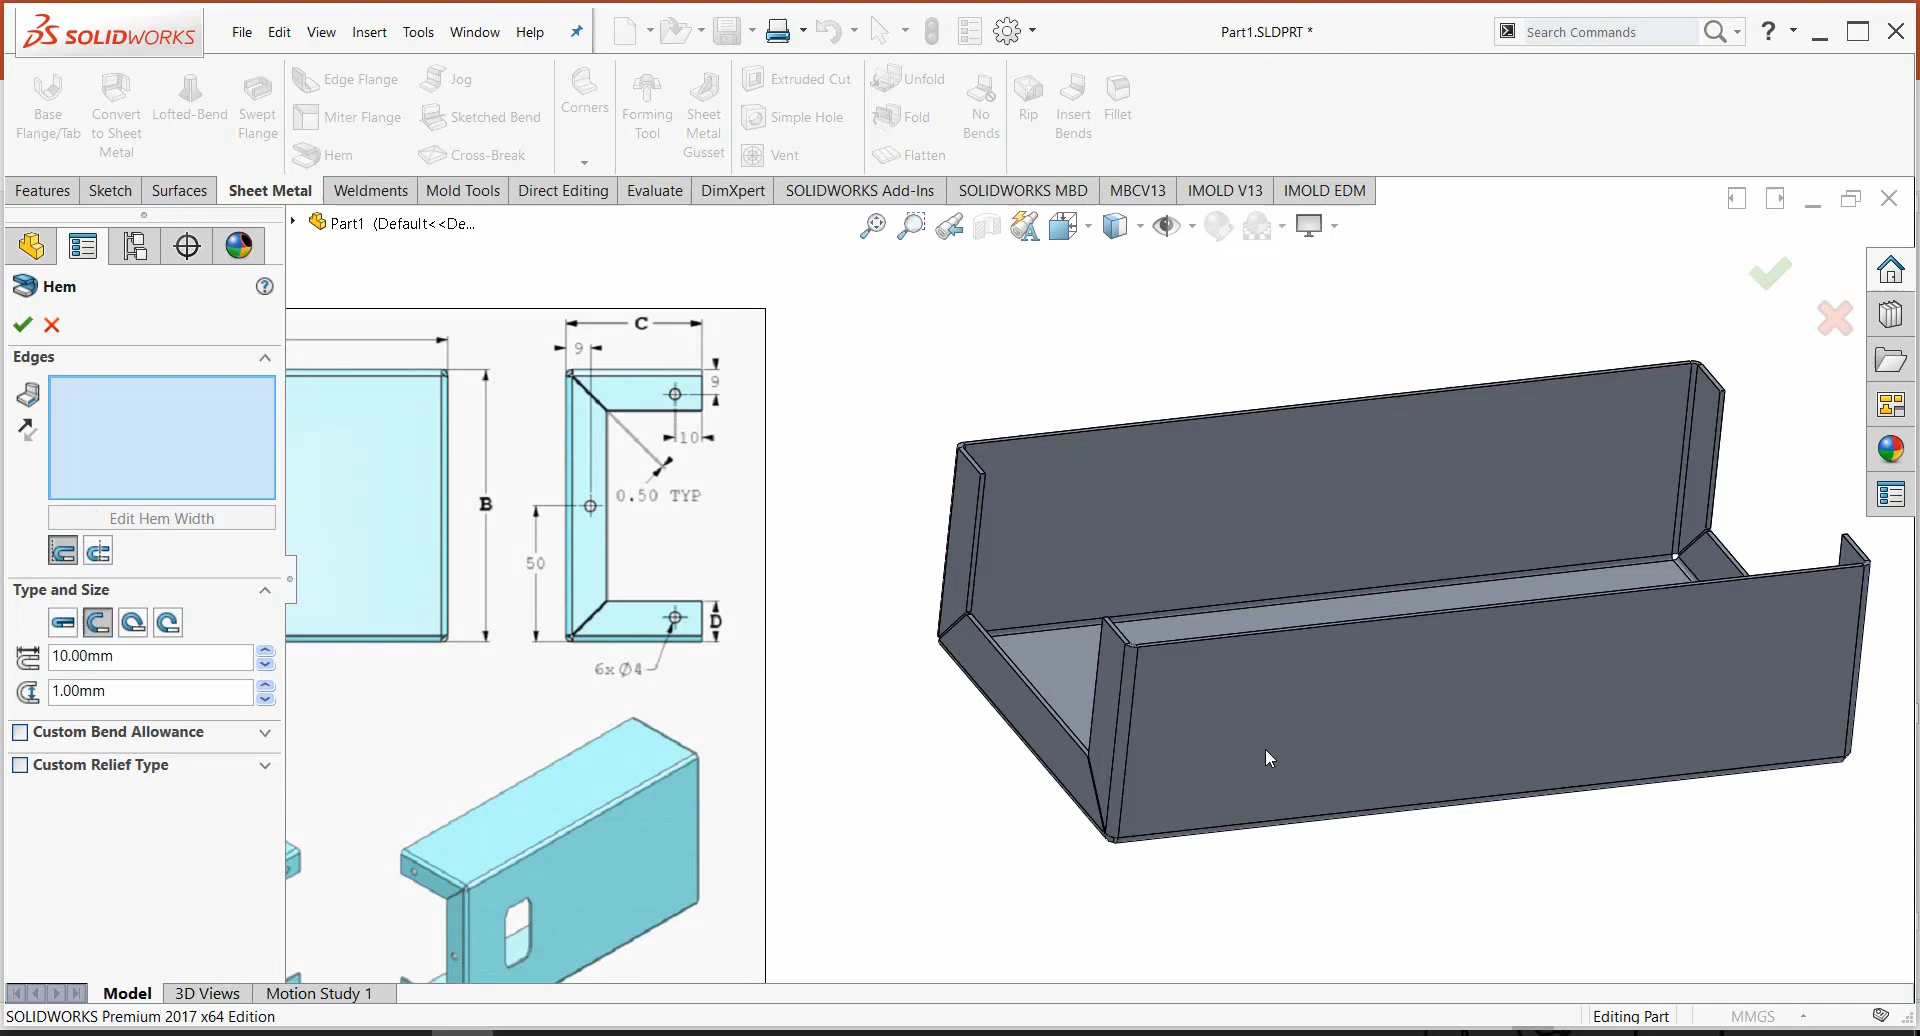 SOLIDWORKS
File Edit View Insert Tools Window Help
Part1.SLDPRT *
Search Commands
?
Base Flange/Tab
Convert to Sheet Metal
Lofted-Bend
Swept Flange
Edge Flange
Miter Flange
Hem
Jog
Sketched Bend
Cross-Break
Corners
Forming Tool
Sheet Metal Gusset
Extruded Cut
Simple Hole
Vent
Unfold
Fold
Flatten
No Bends
Rip
Insert Bends
Fillet
Features Sketch Surfaces Sheet Metal Weldments Mold Tools Direct Editing Evaluate DimXpert SOLIDWORKS Add-Ins SOLIDWORKS MBD MBCV13 IMOLD V13 IMOLD EDM
Part1 (Default<<De...
Hem
?
Edges
Edit Hem Width
Type and Size
10.00mm
1.00mm
Custom Bend Allowance
Custom Relief Type
C
9
9
10
0.50 TYP
B
50
D
6x Ø4
Model 3D Views Motion Study 1
SOLIDWORKS Premium 2017 x64 Edition
Editing Part
MMGS